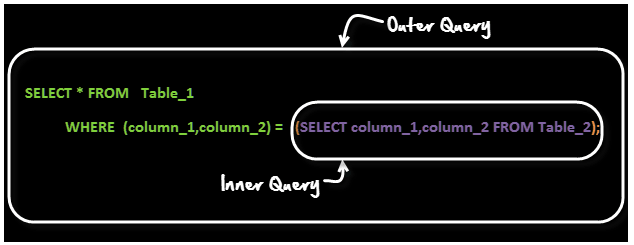 Outer Query
SELECT * FROM Table_1
WHERE (column_1,column_2) = (SELECT column_1,column_2 FROM Table_2);
Inner Query